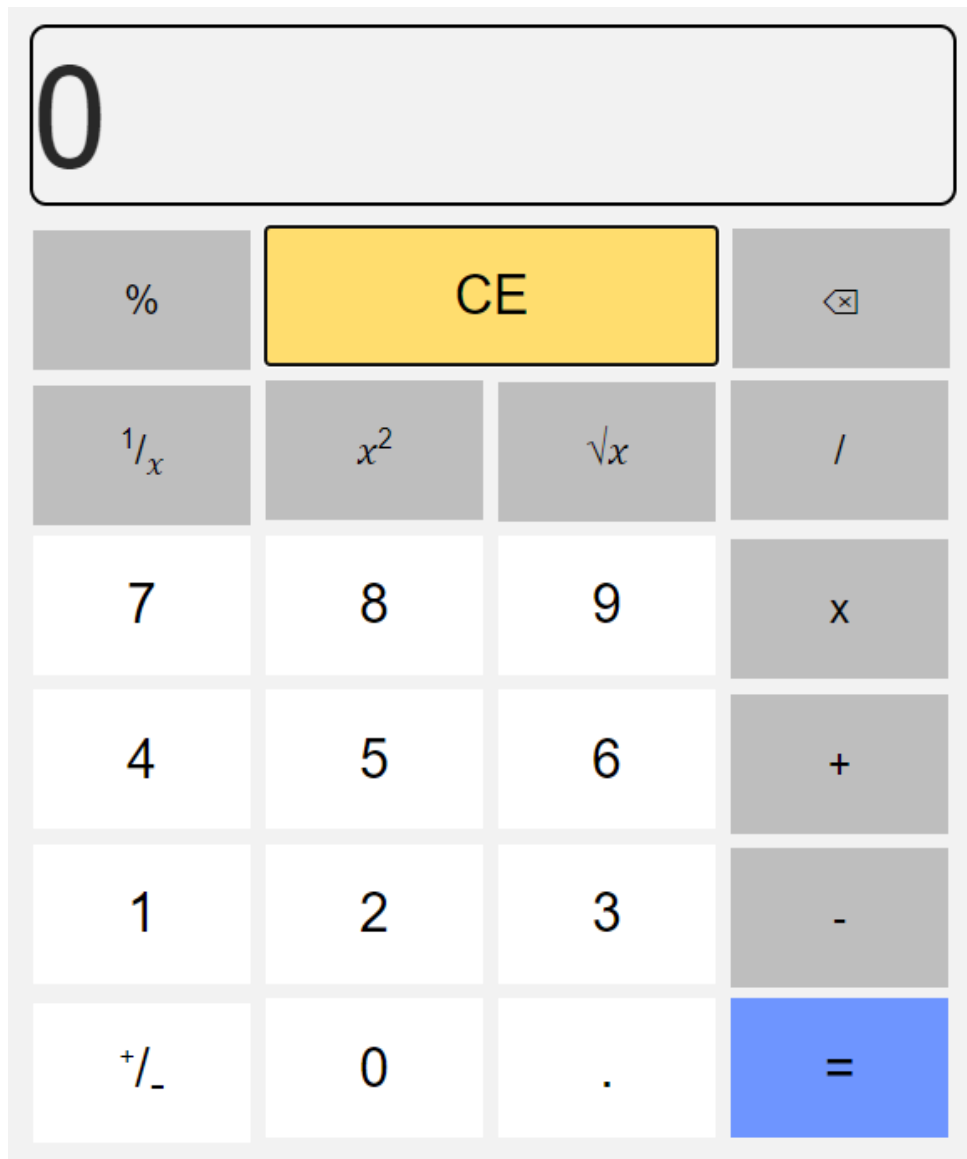 0
% CE ⌫
¹/ₓ x² √x /
7 8 9 x
4 5 6 +
1 2 3 -
⁺/₋ 0 . =